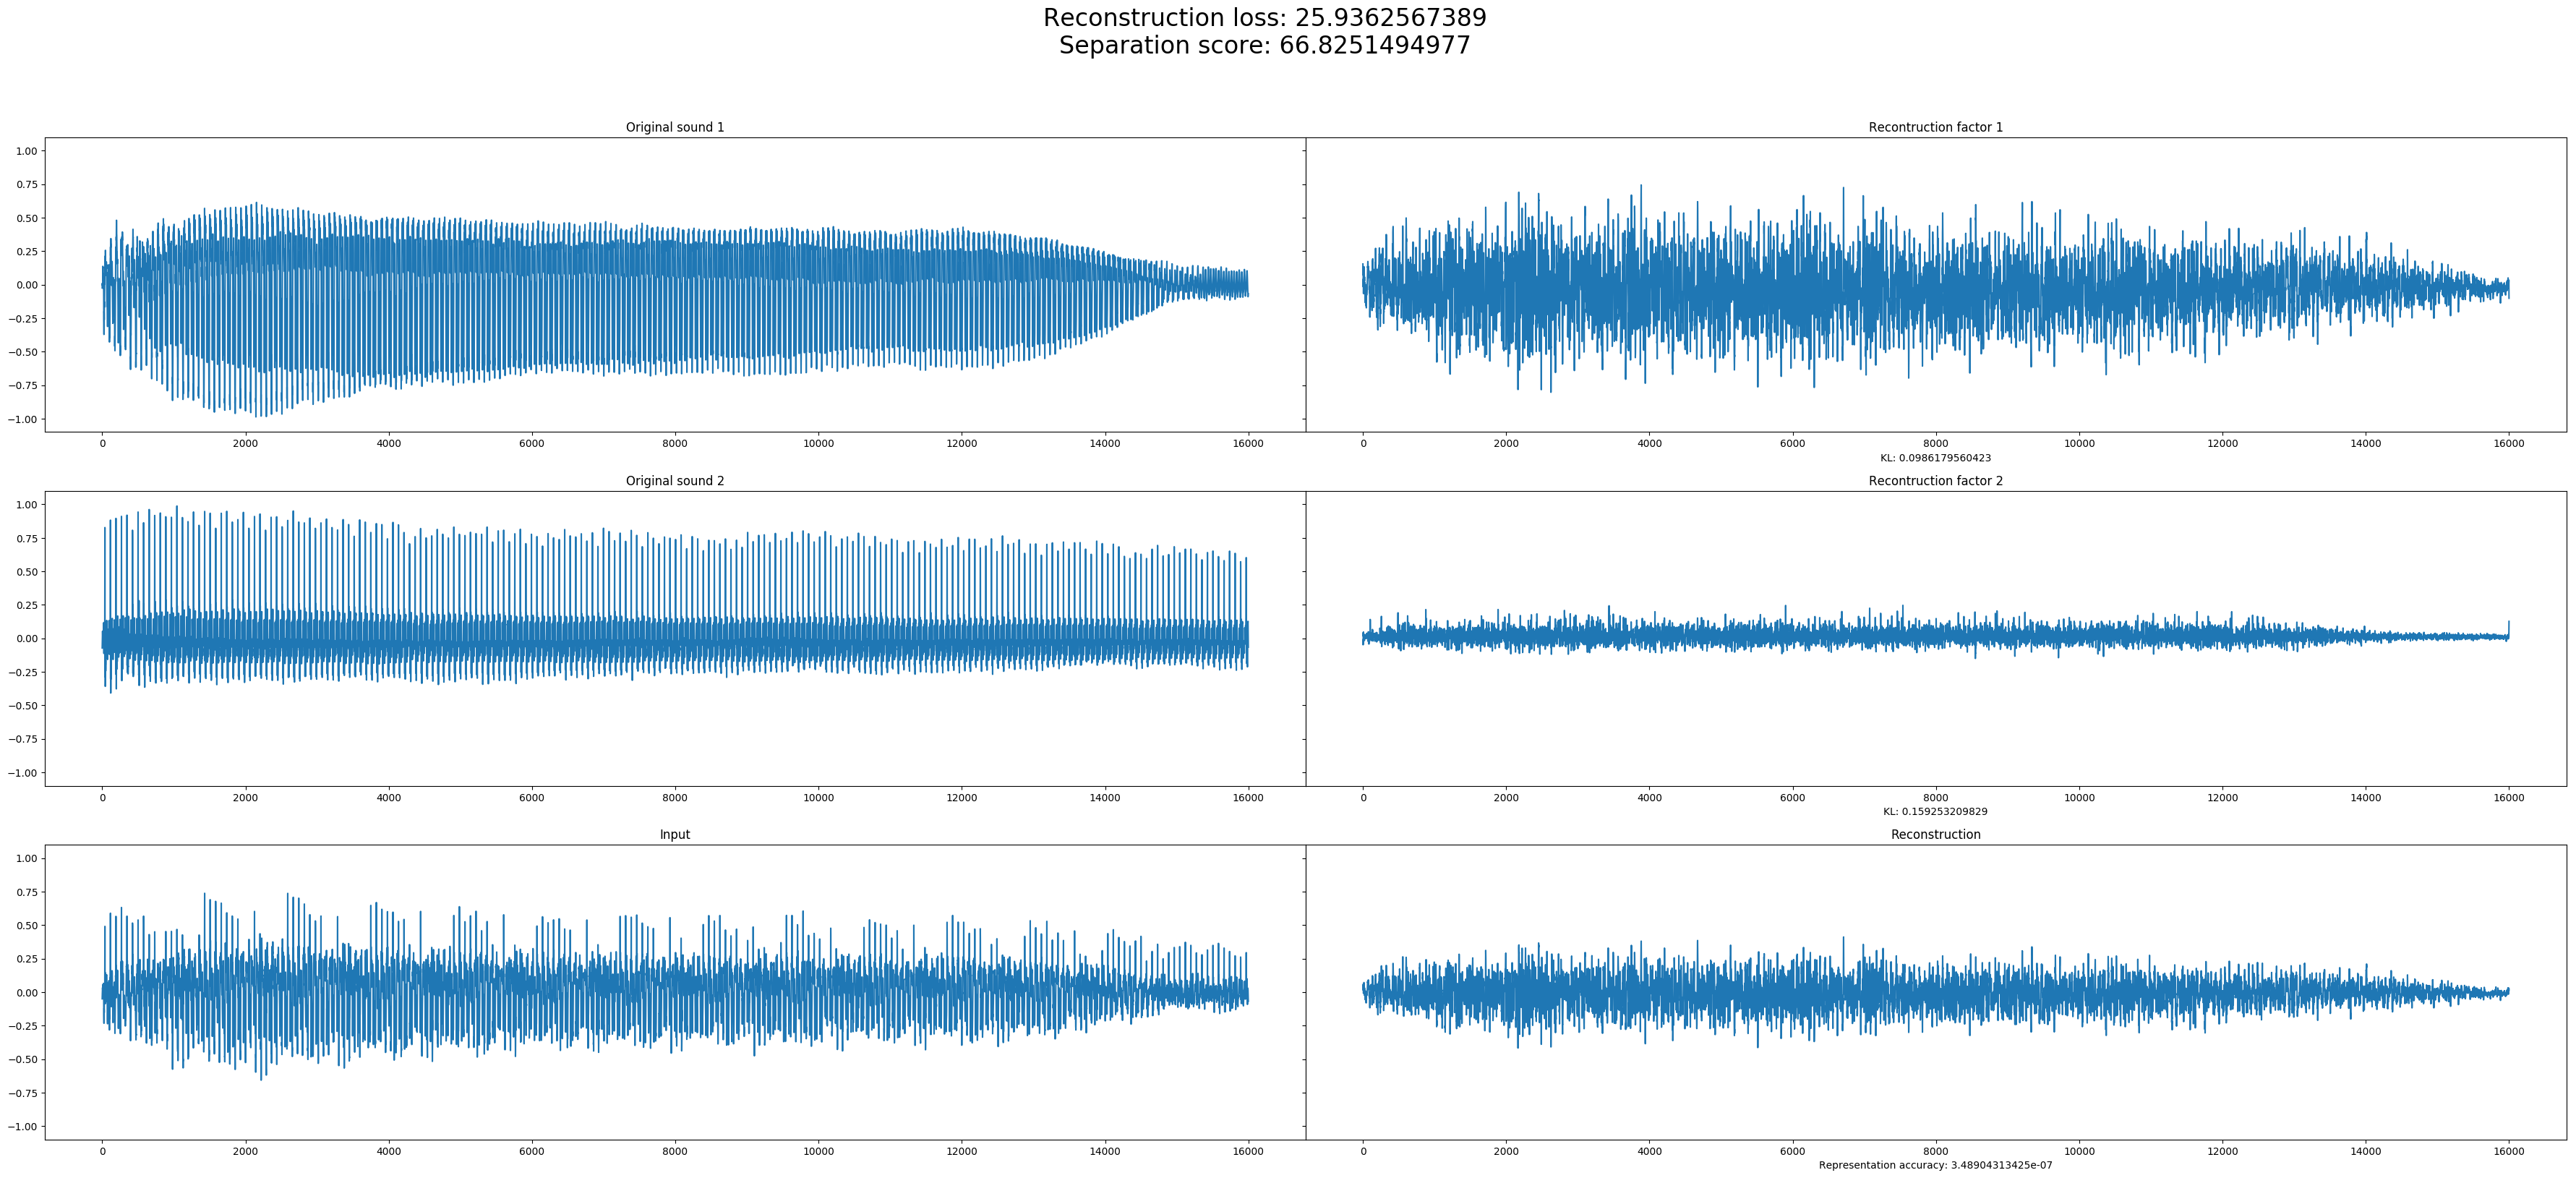 Reconstruction loss: 25.9362567389
Separation score: 66.8251494977
Original sound 1
Recontruction factor 1
1.00
0.75
0.50
0.25
0.00
−0.25
−0.50
−0.75
−1.00
0 2000 4000 6000 8000 10000 12000 14000 16000
0 2000 4000 6000 8000 10000 12000 14000 16000
KL: 0.0986179560423
Original sound 2
Recontruction factor 2
1.00
0.75
0.50
0.25
0.00
−0.25
−0.50
−0.75
−1.00
0 2000 4000 6000 8000 10000 12000 14000 16000
0 2000 4000 6000 8000 10000 12000 14000 16000
KL: 0.159253209829
Input
Reconstruction
1.00
0.75
0.50
0.25
0.00
−0.25
−0.50
−0.75
−1.00
0 2000 4000 6000 8000 10000 12000 14000 16000
0 2000 4000 6000 8000 10000 12000 14000 16000
Representation accuracy: 3.48904313425e-07